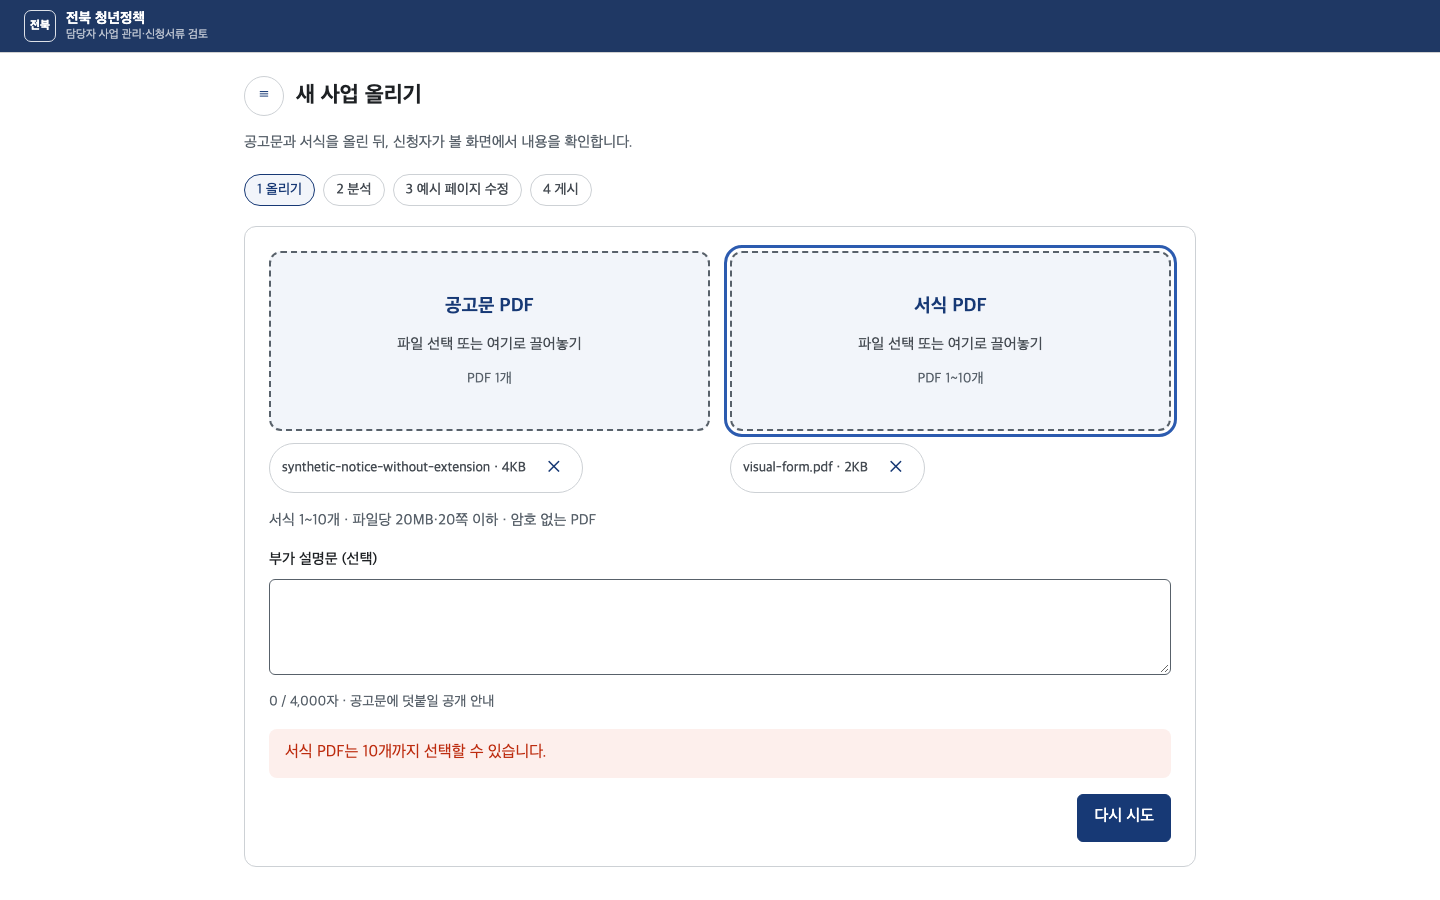 전북
전북 청년정책
담당자 사업 관리·신청서류 검토
≡
새 사업 올리기
공고문과 서식을 올린 뒤, 신청자가 볼 화면에서 내용을 확인합니다.
1 올리기
2 분석
3 예시 페이지 수정
4 게시
공고문 PDF
파일 선택 또는 여기로 끌어놓기
PDF 1개
서식 PDF
파일 선택 또는 여기로 끌어놓기
PDF 1~10개
synthetic-notice-without-extension · 4KB
visual-form.pdf · 2KB
서식 1~10개 · 파일당 20MB·20쪽 이하 · 암호 없는 PDF
부가 설명문 (선택)
0 / 4,000자 · 공고문에 덧붙일 공개 안내
서식 PDF는 10개까지 선택할 수 있습니다.
다시 시도